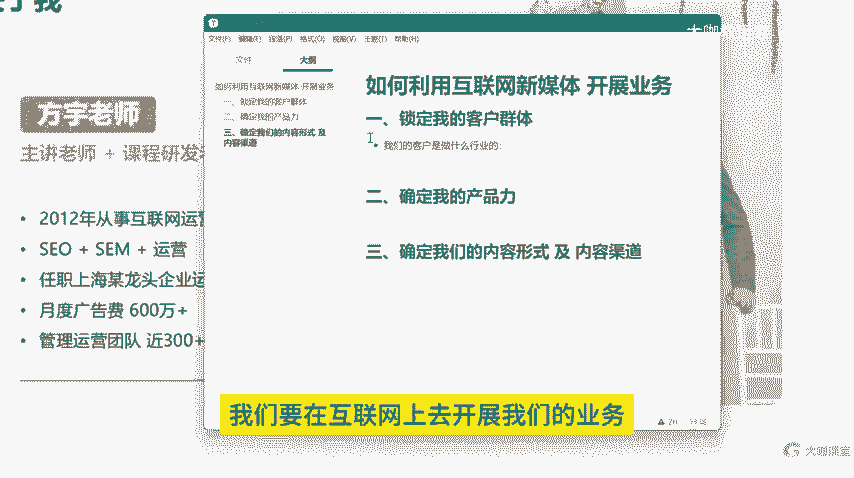 于我
方宇老师
主讲老师 + 课程研发老
• 2012年从事互联网运营
• SEO + SEM + 运营
• 任职上海某龙头企业运
• 月度广告费 600万+
• 管理运营团队 近300+
文件(F) 编辑(E) 段落(P) 格式(O) 视图(V) 主题(T) 帮助(H)
文件 大纲
如何利用互联网新媒体 开展业务
一、锁定我的客户群体
二、确定我的产品力
三、确定我们的内容形式 及
内容渠道
如何利用互联网新媒体 开展业务
一、锁定我的客户群体
• 我们的客户是做什么行业的:
二、确定我的产品力
三、确定我们的内容形式 及 内容渠道
我们要在互联网上去开展我们的业务
大咖课堂